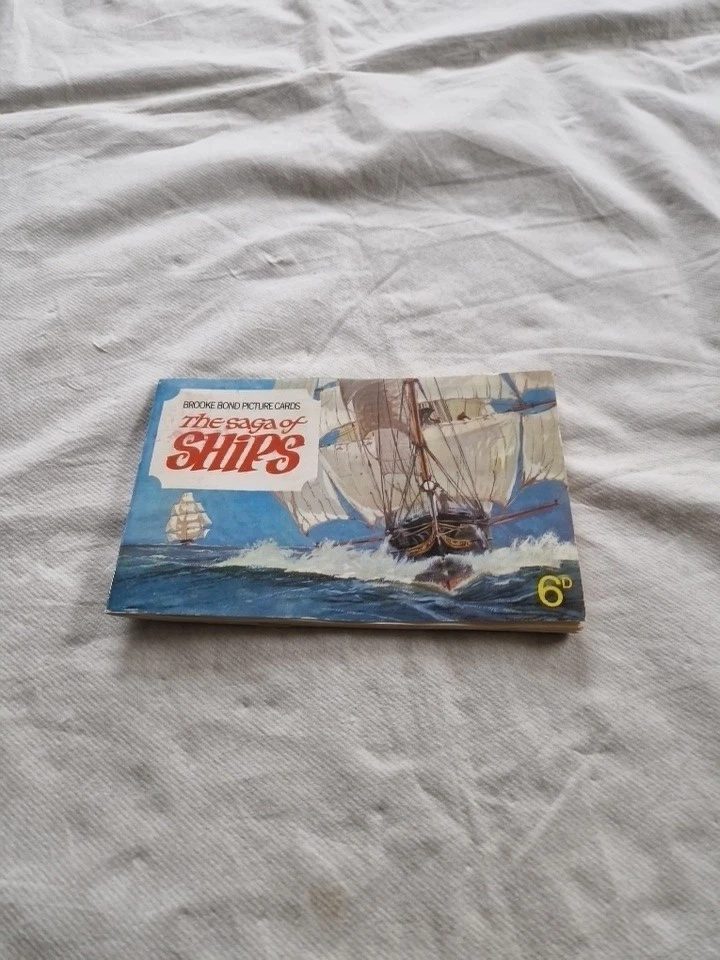 BROOKE BOND PICTURE CARDS
The Saga of
SHiPS
6D